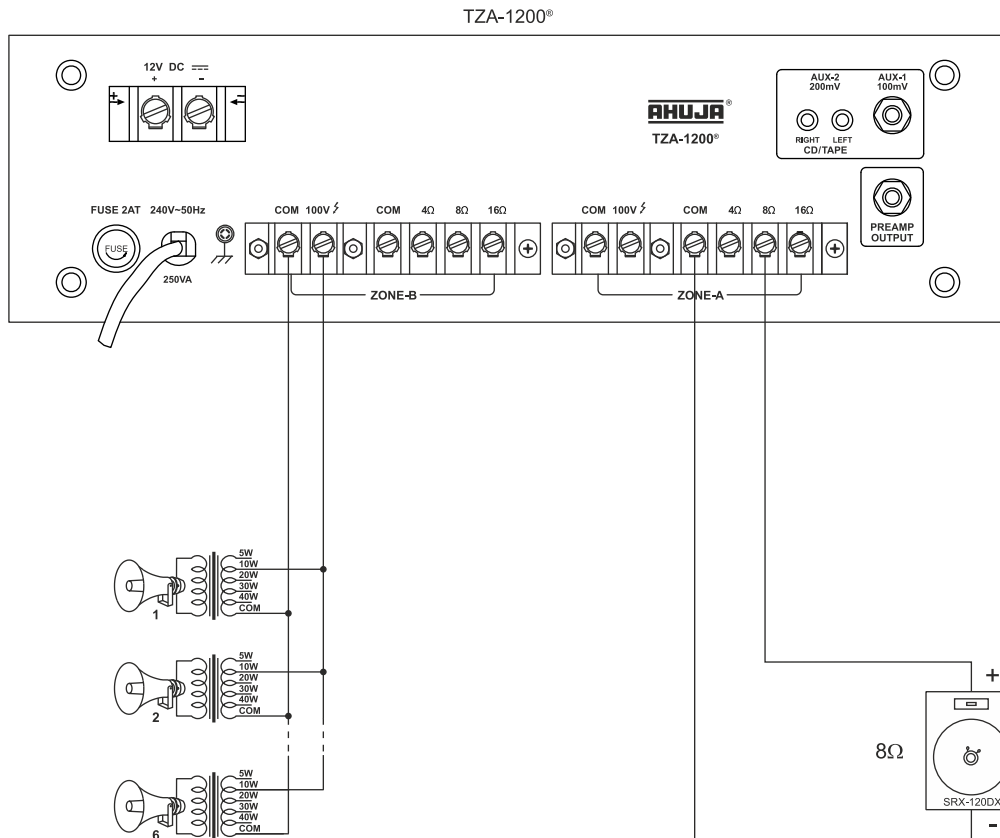 TZA-1200®
12V DC
+ -
+ -
AHUJA®
TZA-1200®
AUX-2
200mV
AUX-1
100mV
RIGHT LEFT
CD/TAPE
PREAMP
OUTPUT
FUSE 2AT 240V~50Hz
FUSE
250VA
COM 100V COM 4Ω 8Ω 16Ω
ZONE-B
COM 100V COM 4Ω 8Ω 16Ω
ZONE-A
5W
10W
20W
30W
40W
COM
1
5W
10W
20W
30W
40W
COM
2
5W
10W
20W
30W
40W
COM
6
+
8Ω
SRX-120DX
-